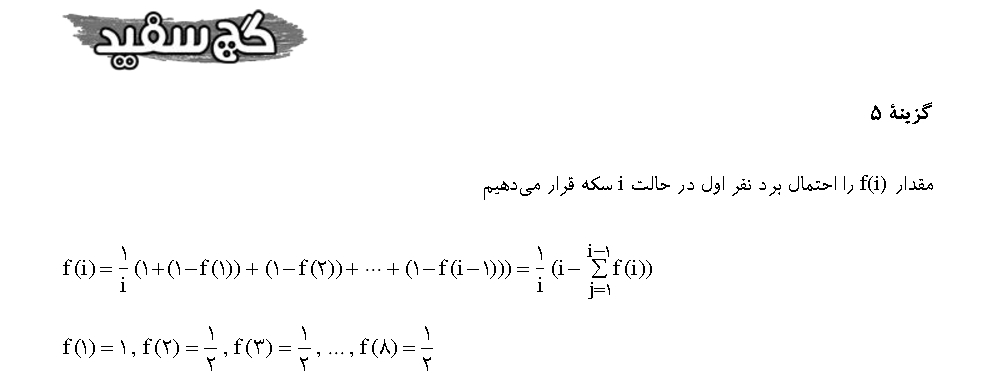 گچ سفید
گزینهٔ ۵
مقدار f(i) را احتمال برد نفر اول در حالت i سکه قرار می‌دهیم
f(i)=۱/i (۱+(۱−f(۱))+(۱−f(۲))+⋯+(۱−f(i−۱)))=۱/i (i−∑_{j=۱}^{i−۱} f(i))
f(۱)=۱, f(۲)=۱/۲, f(۳)=۱/۲, ..., f(۸)=۱/۲